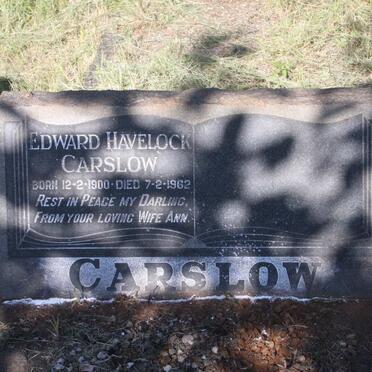 EDWARD HAVELOCK
CARSLOW
BORN 12-2-1900 · DIED 7-2-1962
REST IN PEACE MY DARLING,
FROM YOUR LOVING WIFE ANN.
CARSLOW